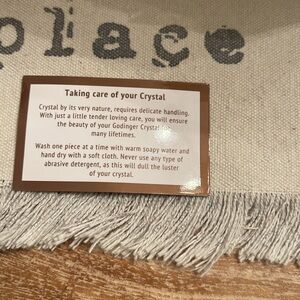 place
Taking care of your Crystal
Crystal by its very nature, requires delicate handling.
With just a little tender loving care, you will ensure
the beauty of your Godinger Crystal for
many lifetimes.
Wash one piece at a time with warm soapy water and
hand dry with a soft cloth. Never use any type of
abrasive detergent, as this will dull the luster
of your crystal.